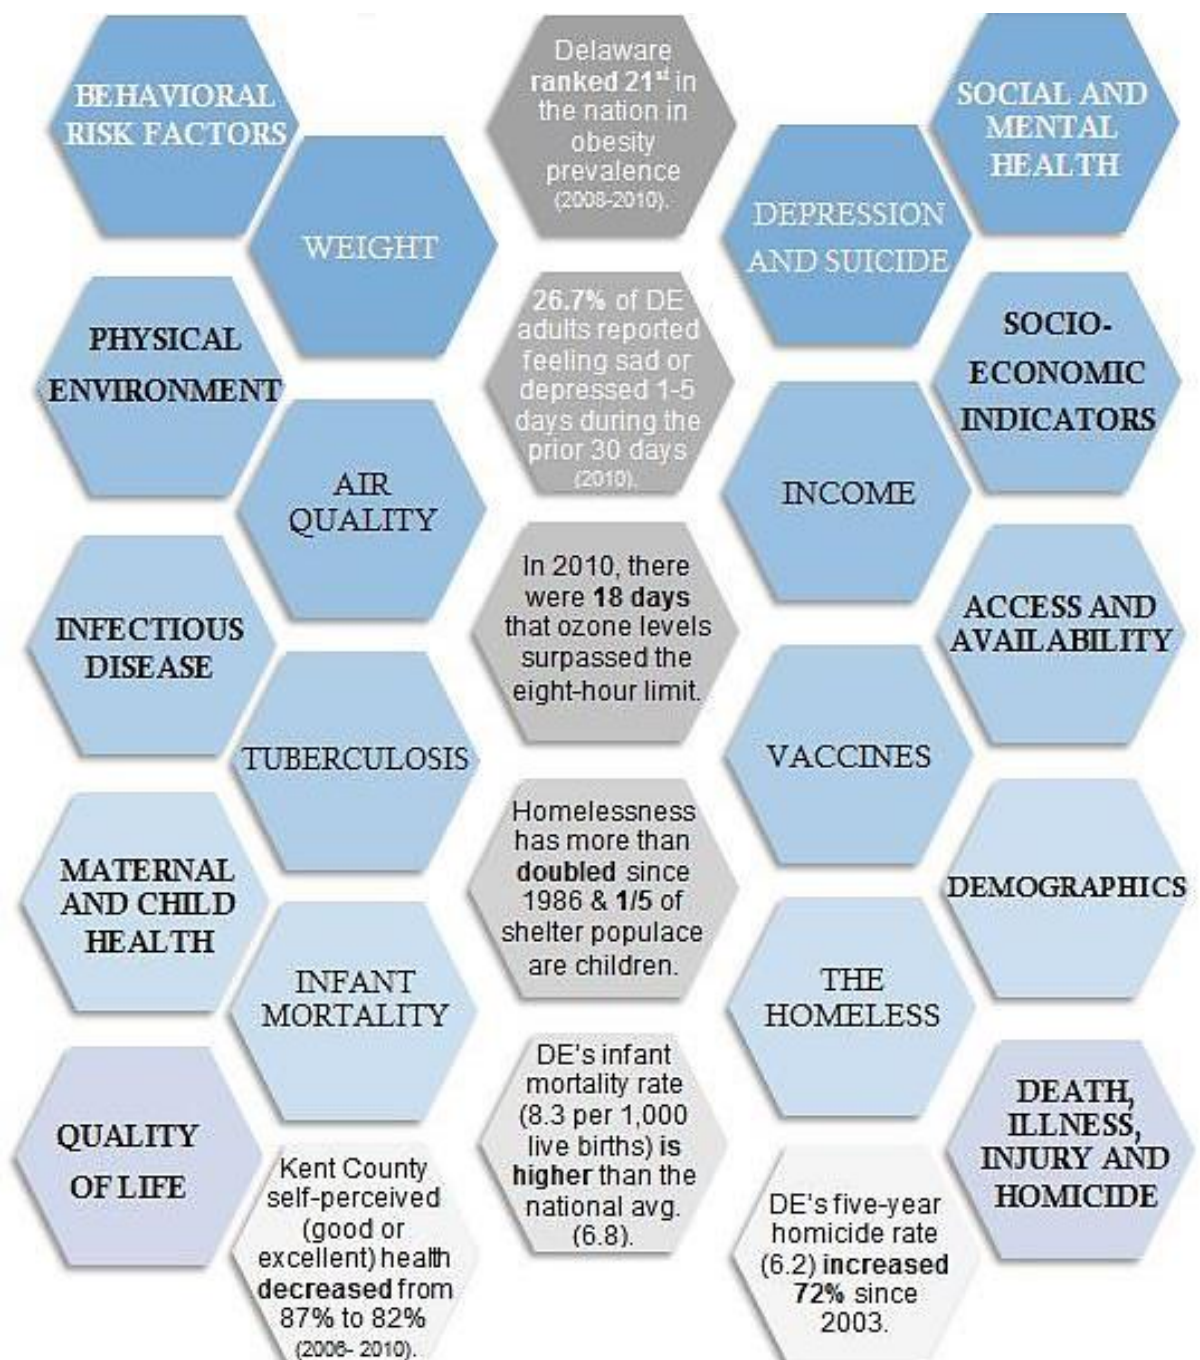 BEHAVIORAL
RISK FACTORS
WEIGHT
Delaware
ranked 21st in
the nation in
obesity
prevalence
(2008-2010).
DEPRESSION
AND SUICIDE
SOCIAL AND
MENTAL
HEALTH
PHYSICAL
ENVIRONMENT
AIR
QUALITY
26.7% of DE
adults reported
feeling sad or
depressed 1-5
days during the
prior 30 days
(2010).
INCOME
SOCIO-
ECONOMIC
INDICATORS
INFECTIOUS
DISEASE
TUBERCULOSIS
In 2010, there
were 18 days
that ozone levels
surpassed the
eight-hour limit.
VACCINES
ACCESS AND
AVAILABILITY
MATERNAL
AND CHILD
HEALTH
INFANT
MORTALITY
Homelessness
has more than
doubled since
1986 & 1/5 of
shelter populace
are children.
THE
HOMELESS
DEMOGRAPHICS
QUALITY
OF LIFE
Kent County
self-perceived
(good or
excellent) health
decreased from
87% to 82%
(2006- 2010).
DE's infant
mortality rate
(8.3 per 1,000
live births) is
higher than the
national avg.
(6.8).
DE's five-year
homicide rate
(6.2) increased
72% since
2003.
DEATH,
ILLNESS,
INJURY AND
HOMICIDE